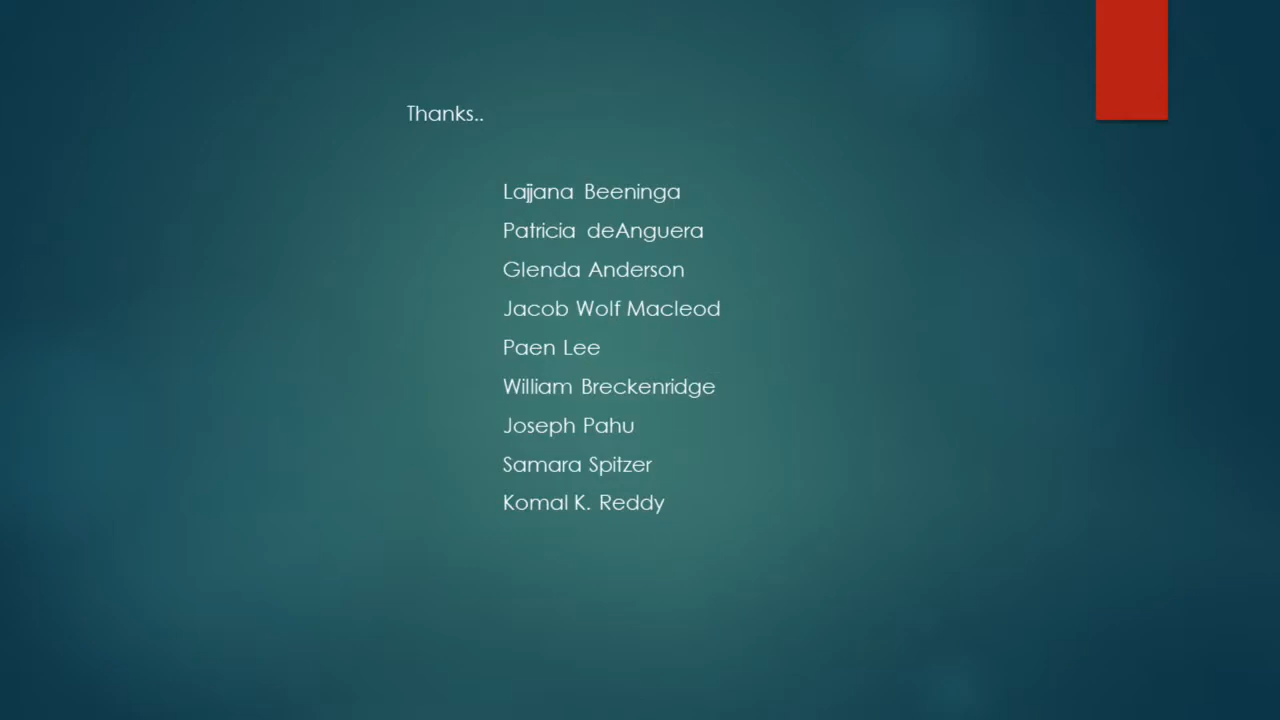 Thanks..
Lajjana Beeninga
Patricia deAnguera
Glenda Anderson
Jacob Wolf Macleod
Paen Lee
William Breckenridge
Joseph Pahu
Samara Spitzer
Komal K. Reddy